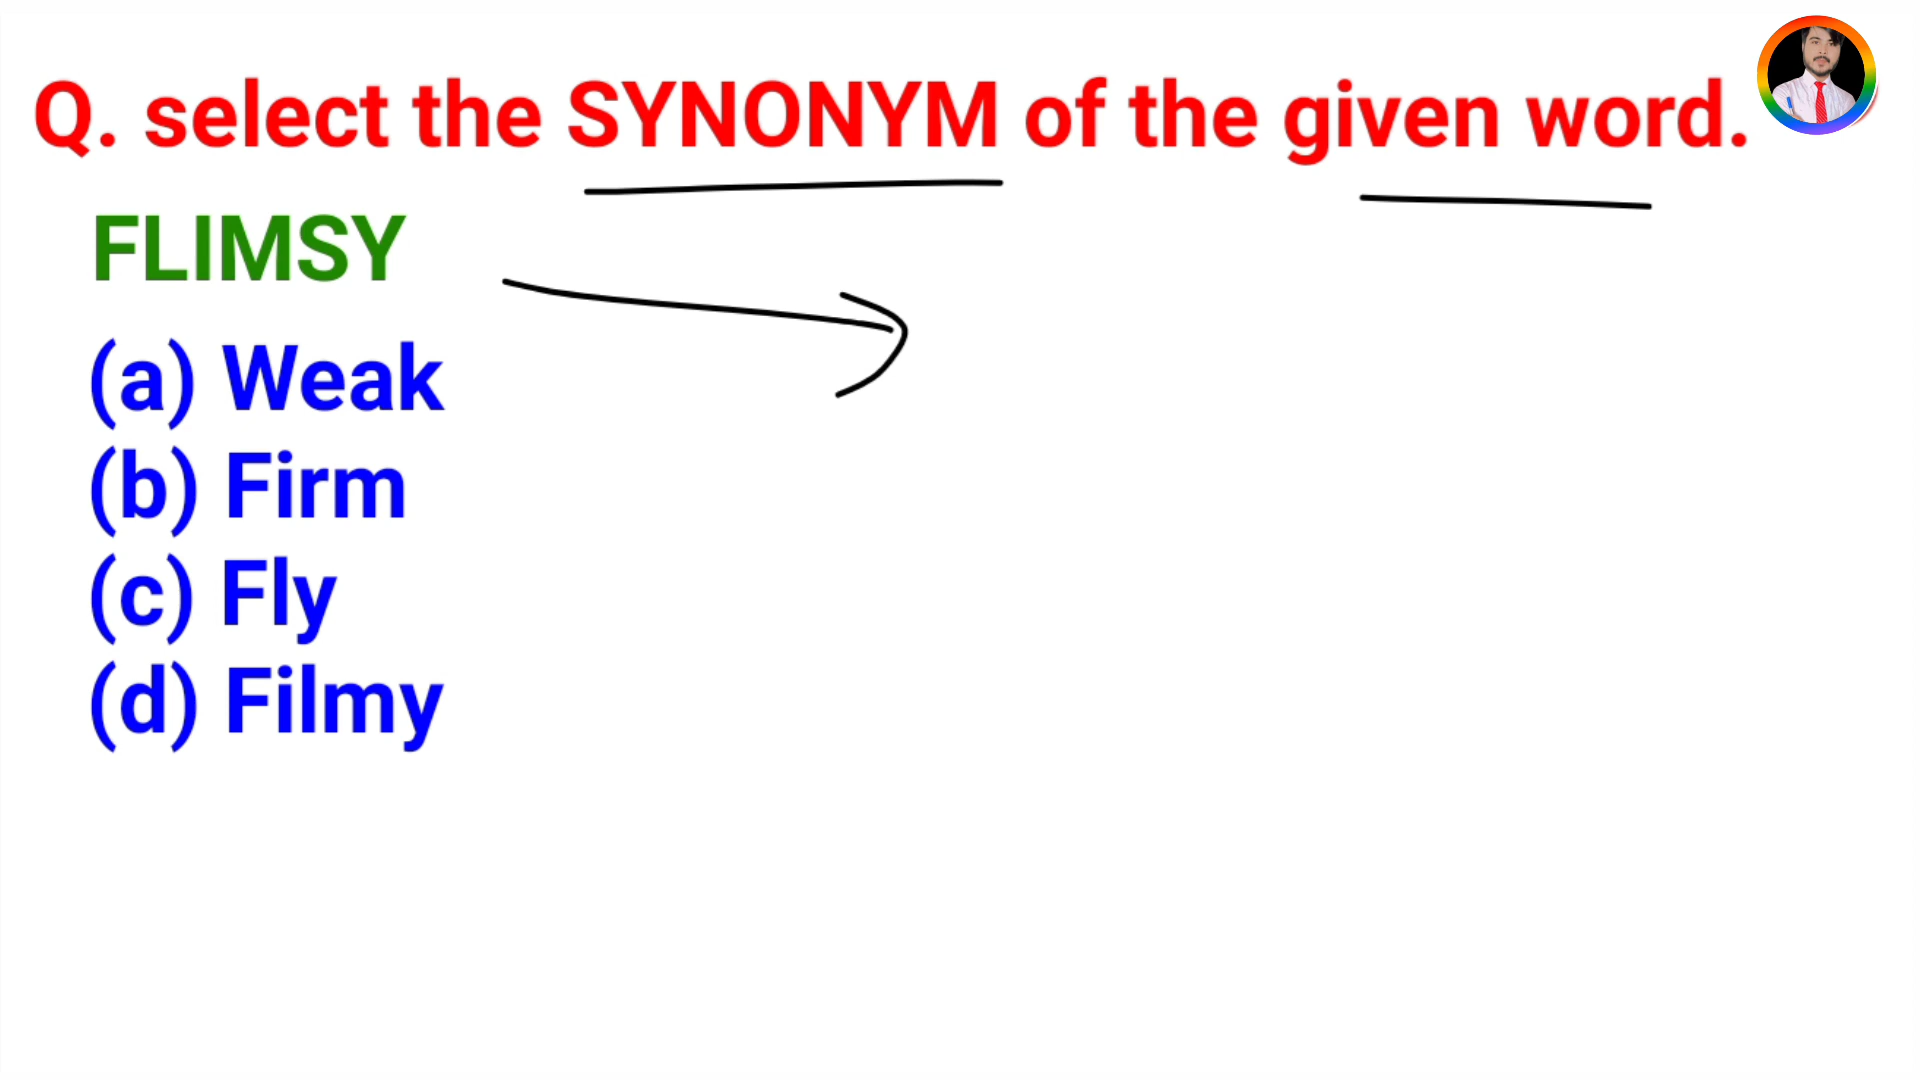 Q. select the SYNONYM of the given word.
FLIMSY
(a) Weak
(b) Firm
(c) Fly
(d) Filmy